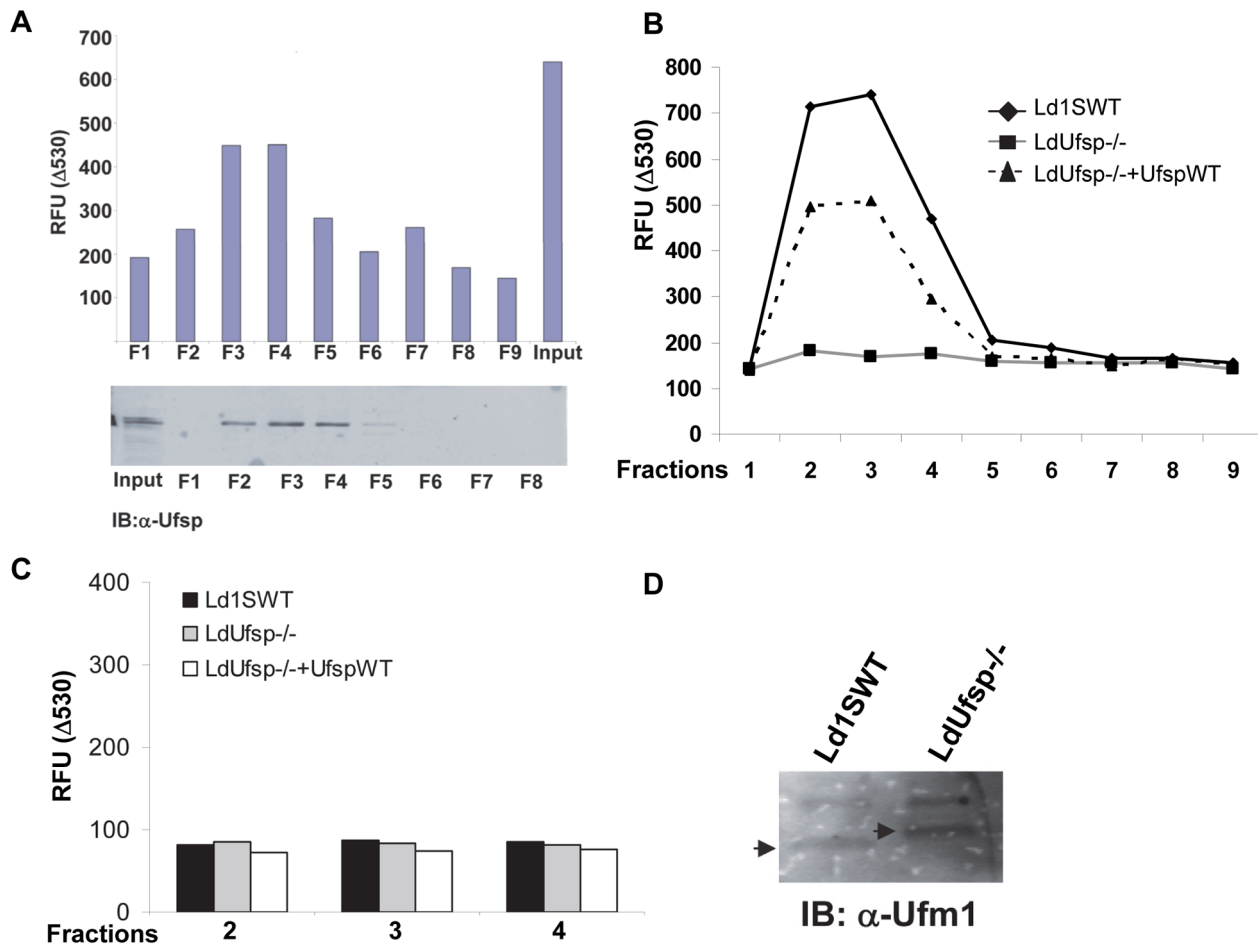 A
700
600
500
400
300
200
100
RFU (Δ530)
F1 F2 F3 F4 F5 F6 F7 F8 F9 Input
Input F1 F2 F3 F4 F5 F6 F7 F8
IB:α-Ufsp
B
800
700
600
500
400
300
200
100
0
RFU (Δ530)
Ld1SWT
LdUfsp-/-
LdUfsp-/-+UfspWT
Fractions 1 2 3 4 5 6 7 8 9
C
400
300
200
100
0
RFU (Δ530)
Ld1SWT
LdUfsp-/-
LdUfsp-/-+UfspWT
Fractions 2 3 4
D
Ld1SWT
LdUfsp-/-
IB: α-Ufm1